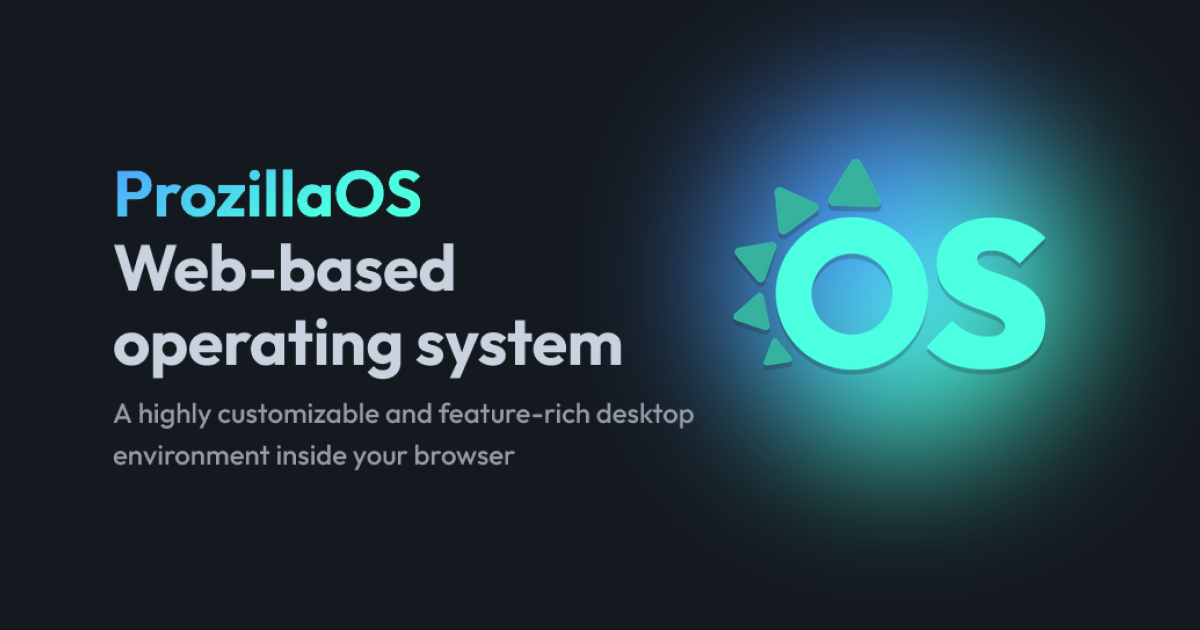 ProzillaOS
Web-based
operating system
A highly customizable and feature-rich desktop
environment inside your browser
OS